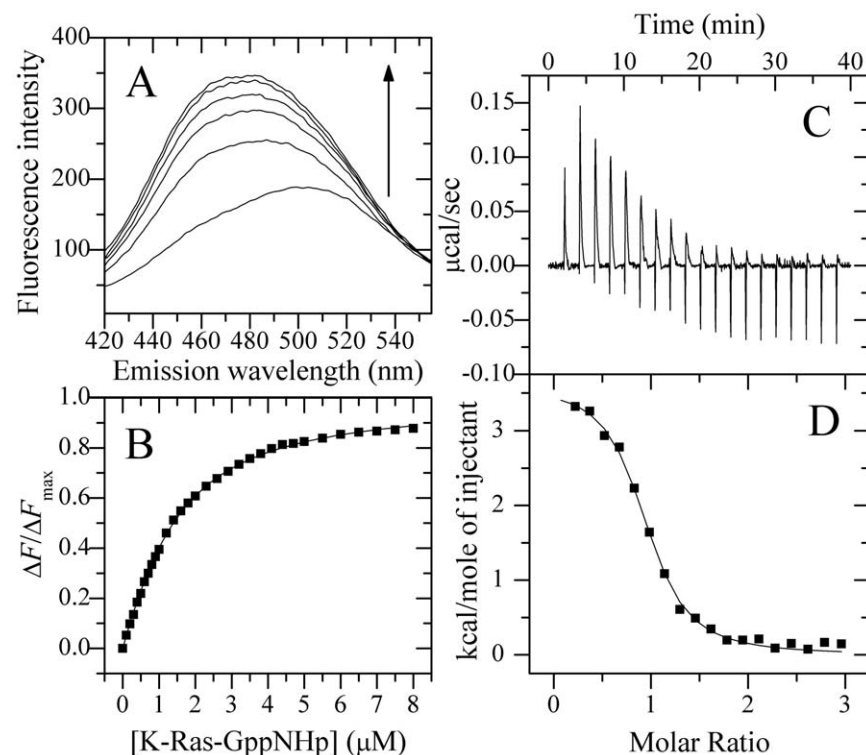 A
Fluorescence intensity
400
300
200
100
420 440 460 480 500 520 540
Emission wavelength (nm)
B
ΔF/ΔFmax
1.0
0.8
0.6
0.4
0.2
0.0
0 1 2 3 4 5 6 7 8
[K-Ras-GppNHp] (μM)
Time (min)
0 10 20 30 40
C
μcal/sec
0.15
0.10
0.05
0.00
-0.05
-0.10
D
kcal/mole of injectant
3
2
1
0
0 1 2 3
Molar Ratio